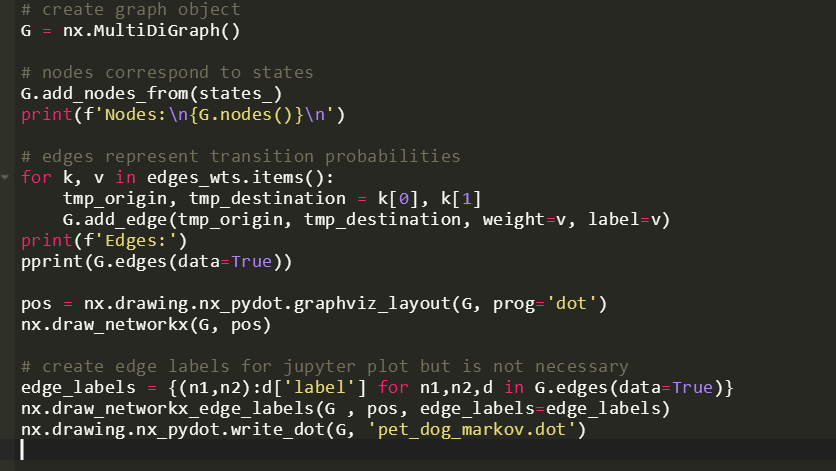 # create graph object
G = nx.MultiDiGraph()
# nodes correspond to states
G.add_nodes_from(states_)
print(f'Nodes:\n{G.nodes()}\n')
# edges represent transition probabilities
for k, v in edges_wts.items():
    tmp_origin, tmp_destination = k[0], k[1]
    G.add_edge(tmp_origin, tmp_destination, weight=v, label=v)
print(f'Edges:')
pprint(G.edges(data=True))
pos = nx.drawing.nx_pydot.graphviz_layout(G, prog='dot')
nx.draw_networkx(G, pos)
# create edge labels for jupyter plot but is not necessary
edge_labels = {(n1,n2):d['label'] for n1,n2,d in G.edges(data=True)}
nx.draw_networkx_edge_labels(G , pos, edge_labels=edge_labels)
nx.drawing.nx_pydot.write_dot(G, 'pet_dog_markov.dot')